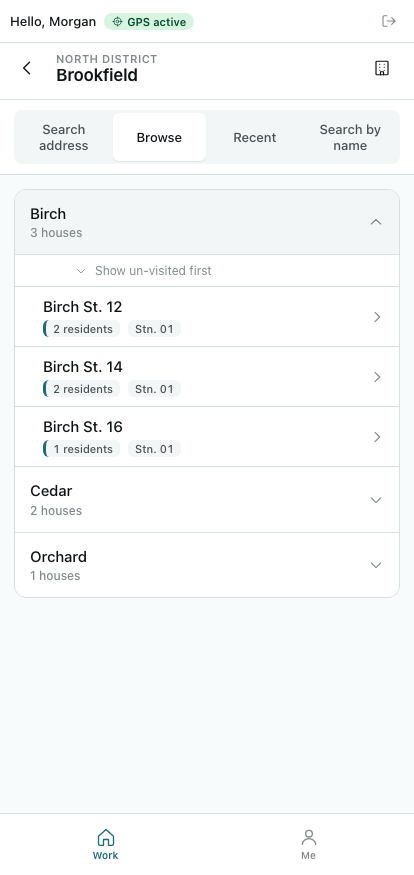 Hello, Morgan
GPS active
NORTH DISTRICT
Brookfield
Search
address
Browse
Recent
Search by
name
Birch
3 houses
Show un-visited first
Birch St. 12
2 residents Stn. 01
Birch St. 14
2 residents Stn. 01
Birch St. 16
1 residents Stn. 01
Cedar
2 houses
Orchard
1 houses
Work
Me